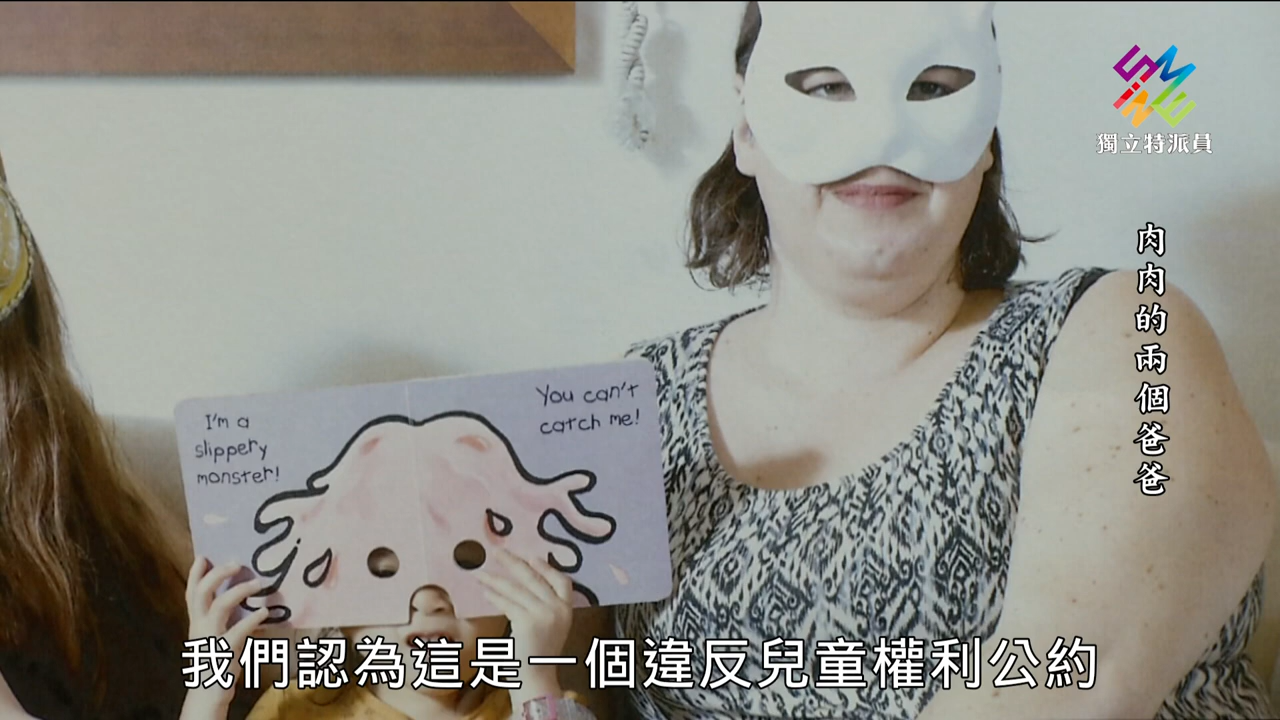 SINME
獨立特派員
肉肉的兩個爸爸
I'm a
slippery
monster!
You can't
catch me!
我們認為這是一個違反兒童權利公約